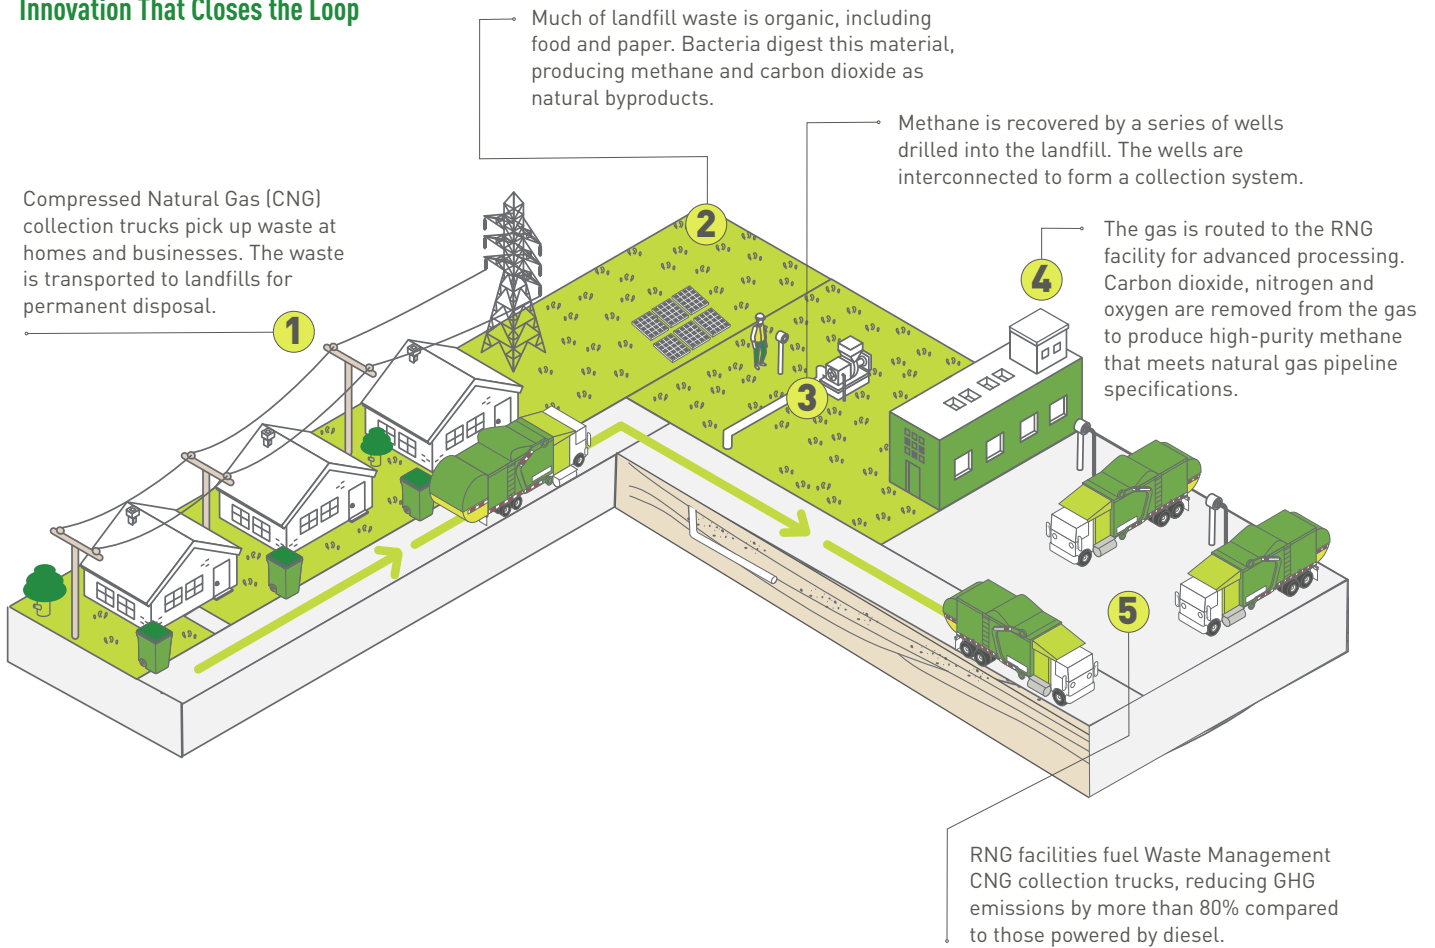 Innovation That Closes the Loop
Compressed Natural Gas (CNG)
collection trucks pick up waste at
homes and businesses. The waste
is transported to landfills for
permanent disposal.
1
Much of landfill waste is organic, including
food and paper. Bacteria digest this material,
producing methane and carbon dioxide as
natural byproducts.
2
Methane is recovered by a series of wells
drilled into the landfill. The wells are
interconnected to form a collection system.
3
The gas is routed to the RNG
facility for advanced processing.
Carbon dioxide, nitrogen and
oxygen are removed from the gas
to produce high-purity methane
that meets natural gas pipeline
specifications.
4
5
RNG facilities fuel Waste Management
CNG collection trucks, reducing GHG
emissions by more than 80% compared
to those powered by diesel.